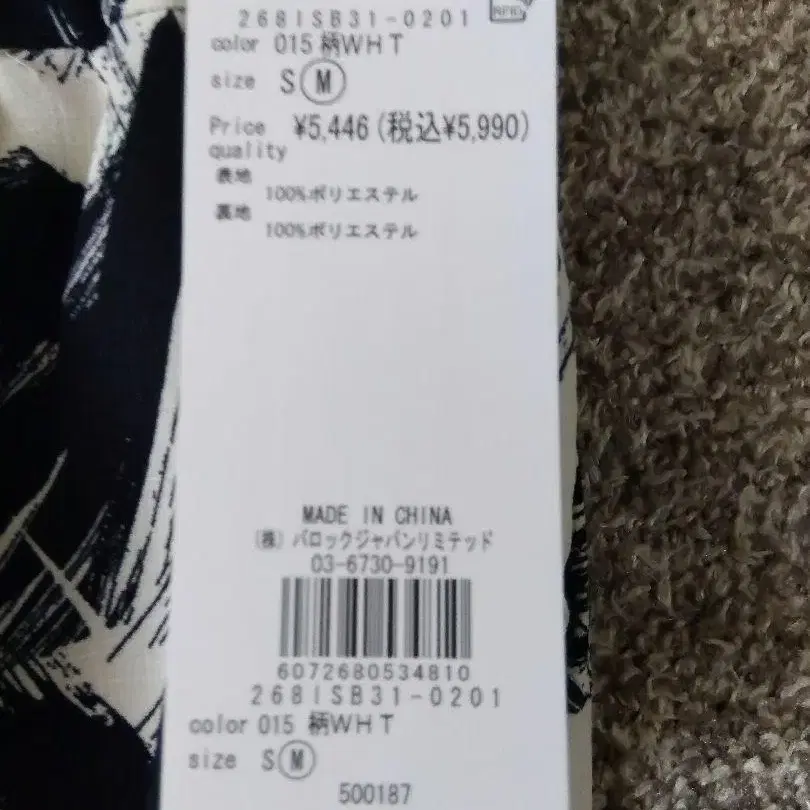 268ISB31-0201
RFID
color 015 柄WHT
size S M
Price ¥5,446(税込¥5,990)
quality
表地
100%ポリエステル
裏地
100%ポリエステル
MADE IN CHINA
(株) バロックジャパンリミテッド
03-6730-9191
6072680534810
268ISB31-0201
color 015 柄WHT
size S M
500187